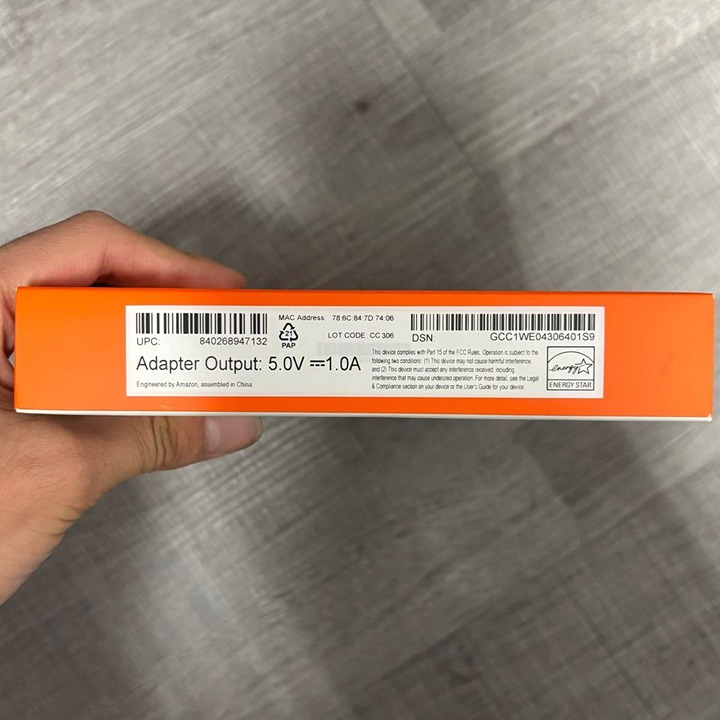 UPC: 840268947132
MAC Address: 78:6C:84:7D:74:06
21
PAP
LOT CODE: CC 306
DSN: GCC1WE04306401S9
Adapter Output: 5.0V ⎓1.0A
Engineered by Amazon, assembled in China.
This device complies with Part 15 of the FCC Rules. Operation is subject to the
following two conditions: (1) This device may not cause harmful interference,
and (2) This device must accept any interference received, including
interference that may cause undesired operation. For more detail, see the Legal
& Compliance section on your device or the User's Guide for your device.
energy
ENERGY STAR